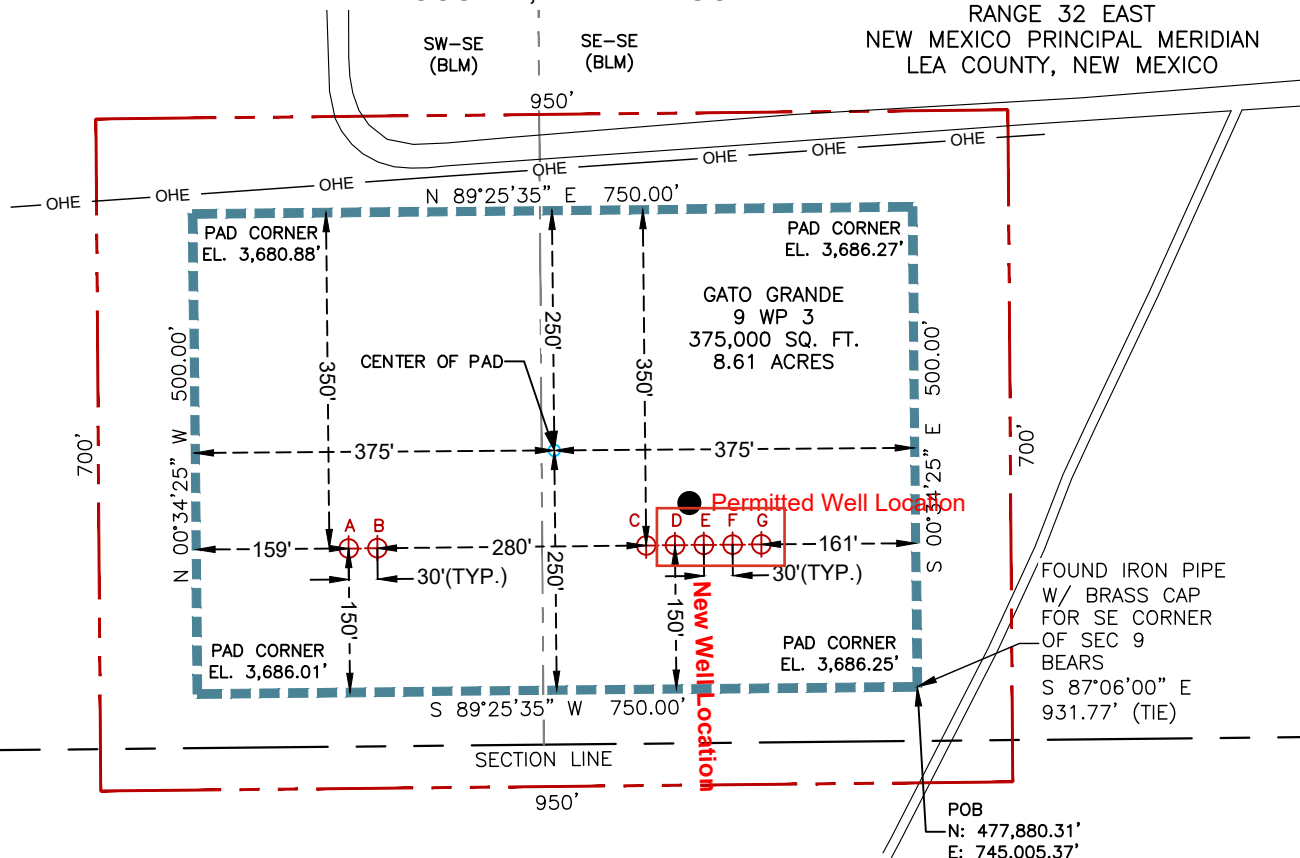 RANGE 32 EAST
NEW MEXICO PRINCIPAL MERIDIAN
LEA COUNTY, NEW MEXICO
SW-SE
(BLM)
SE-SE
(BLM)
950'
OHE
OHE
OHE
OHE
OHE
OHE
OHE
N 89°25'35" E 750.00'
PAD CORNER
EL. 3,680.88'
PAD CORNER
EL. 3,686.27'
GATO GRANDE
9 WP 3
375,000 SQ. FT.
8.61 ACRES
CENTER OF PAD
350'
250'
350'
N 00°34'25" W 500.00'
S 00°34'25" E 500.00'
700'
700'
375'
375'
Permitted Well Location
A B
C D E F G
159'
280'
161'
30'(TYP.)
30'(TYP.)
150'
250'
150'
New Well Location
PAD CORNER
EL. 3,686.01'
PAD CORNER
EL. 3,686.25'
FOUND IRON PIPE
W/ BRASS CAP
FOR SE CORNER
OF SEC 9
BEARS
S 87°06'00" E
931.77' (TIE)
S 89°25'35" W 750.00'
SECTION LINE
950'
POB
N: 477,880.31'
E: 745,005.37'